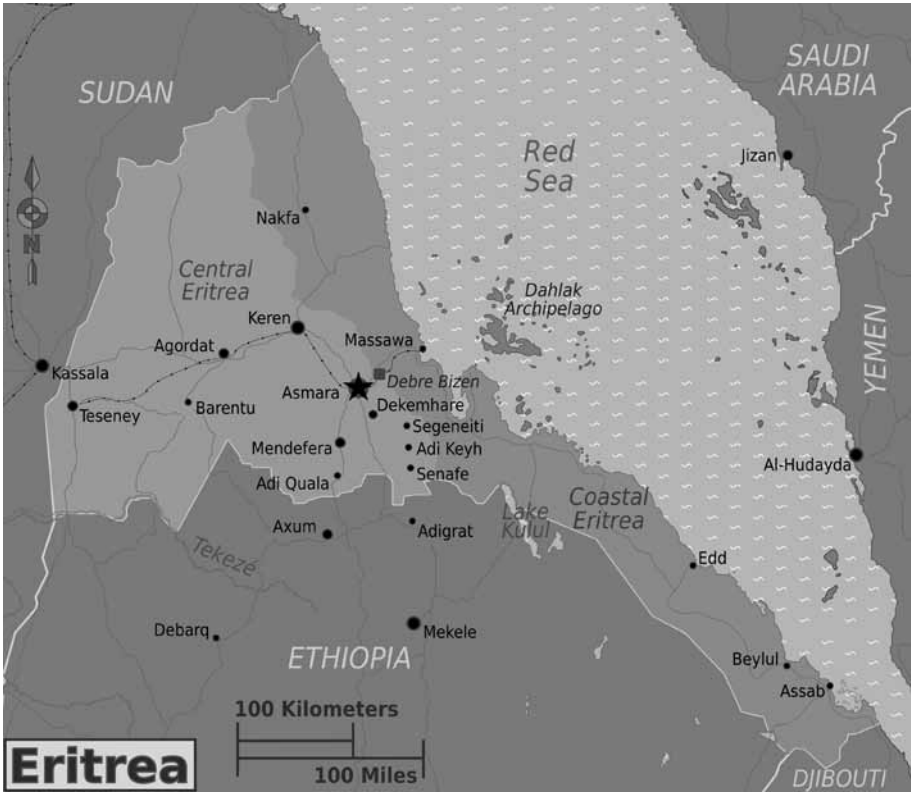 SUDAN
SAUDI
ARABIA
Red
Sea
Jizan
N
Nakfa
Central
Eritrea
Dahlak
Archipelago
Keren
Massawa
Agordat
YEMEN
Kassala
Asmara
Debre Bizen
Teseney
Barentu
Dekemhare
Segeneiti
Mendefera
Adi Keyh
Al-Hudayda
Adi Quala
Senafe
Coastal
Eritrea
Lake
Kului
Axum
Adigrat
Tekezé
Edd
Debarq
Mekele
ETHIOPIA
Beylul
Assab
100 Kilometers
100 Miles
Eritrea
DJIBOUTI